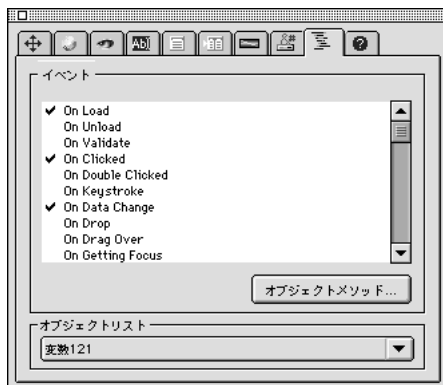 Ab
イベント
✓ On Load
On Unload
On Validate
✓ On Clicked
On Double Clicked
On Keystroke
✓ On Data Change
On Drop
On Drag Over
On Getting Focus
オブジェクトメソッド...
オブジェクトリスト
変数121